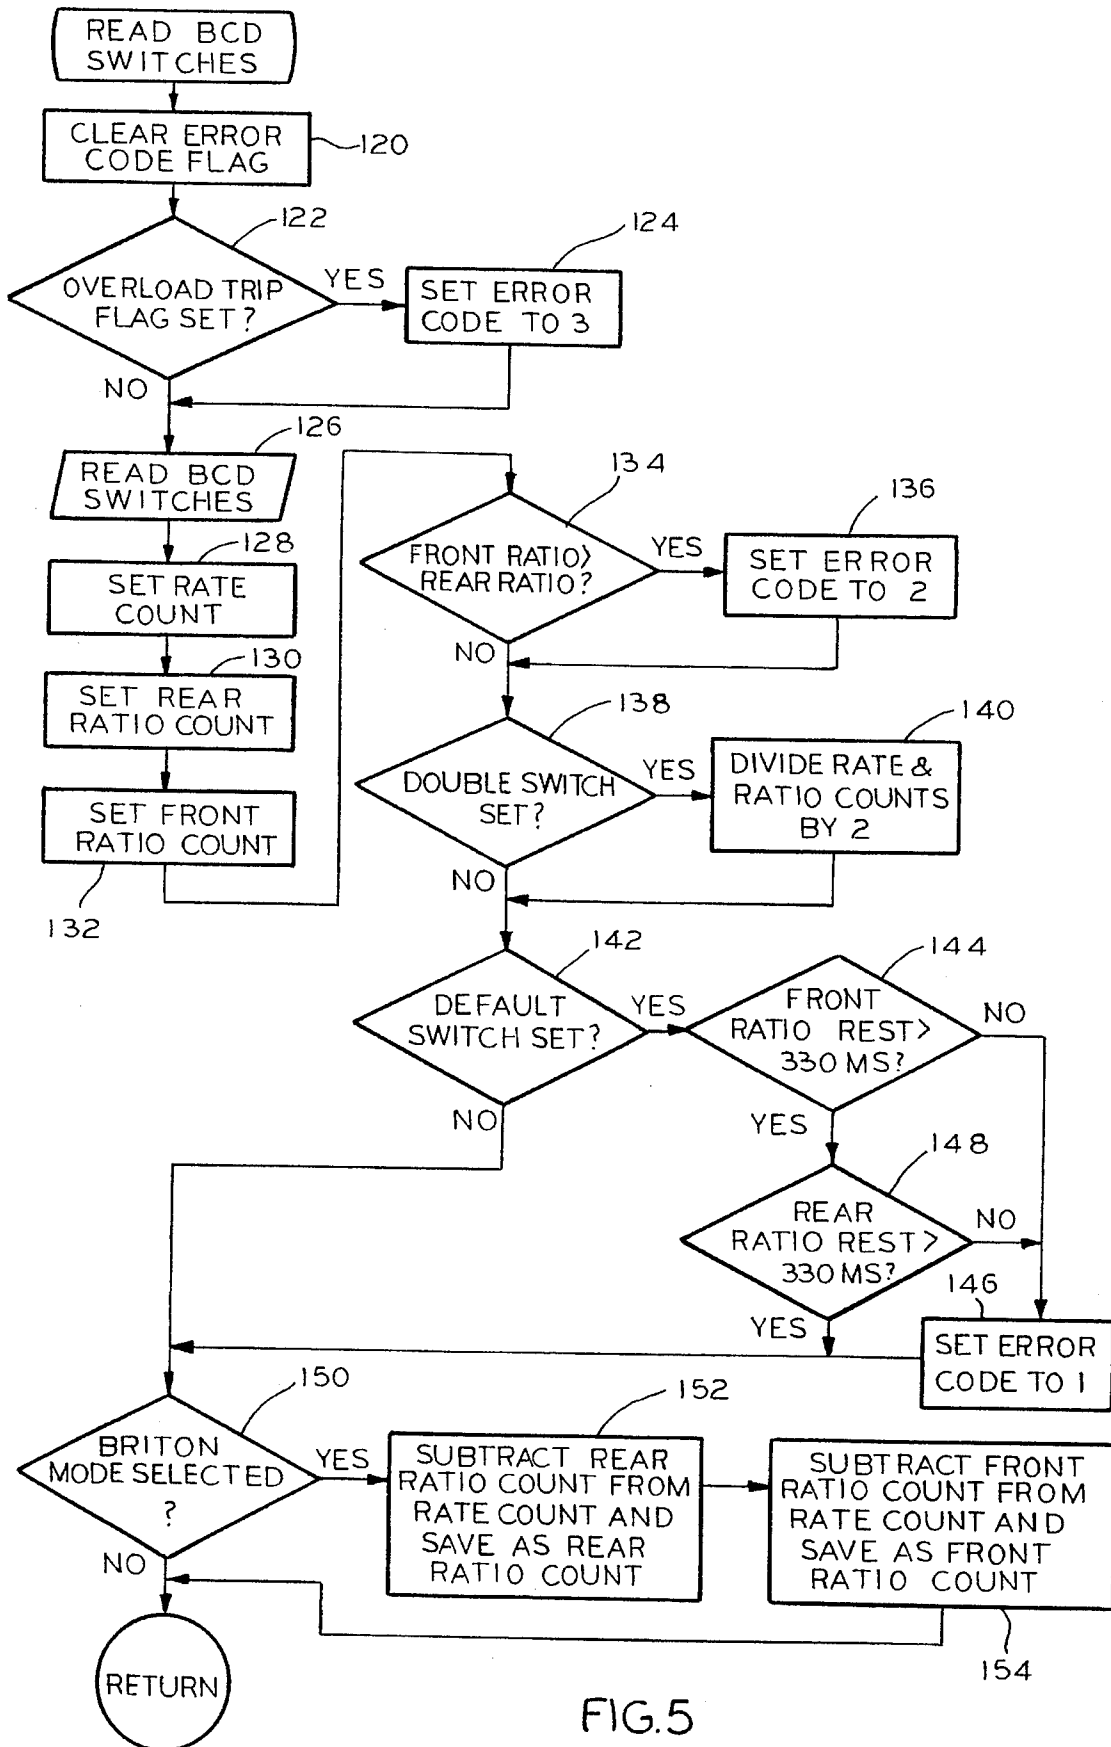 READ BCD
SWITCHES
CLEAR ERROR
CODE FLAG
120
122
OVERLOAD TRIP
FLAG SET?
YES
NO
124
SET ERROR
CODE TO 3
126
READ BCD
SWITCHES
128
SET RATE
COUNT
130
SET REAR
RATIO COUNT
SET FRONT
RATIO COUNT
132
134
FRONT RATIO>
REAR RATIO?
YES
NO
136
SET ERROR
CODE TO 2
138
DOUBLE SWITCH
SET?
YES
NO
140
DIVIDE RATE &
RATIO COUNTS
BY 2
142
DEFAULT
SWITCH SET?
YES
NO
144
FRONT
RATIO REST>
330 MS?
NO
YES
148
REAR
RATIO REST>
330 MS?
NO
YES
146
SET ERROR
CODE TO 1
150
BRITON
MODE SELECTED
?
YES
NO
152
SUBTRACT REAR
RATIO COUNT FROM
RATE COUNT AND
SAVE AS REAR
RATIO COUNT
SUBTRACT FRONT
RATIO COUNT FROM
RATE COUNT AND
SAVE AS FRONT
RATIO COUNT
154
RETURN
FIG.5